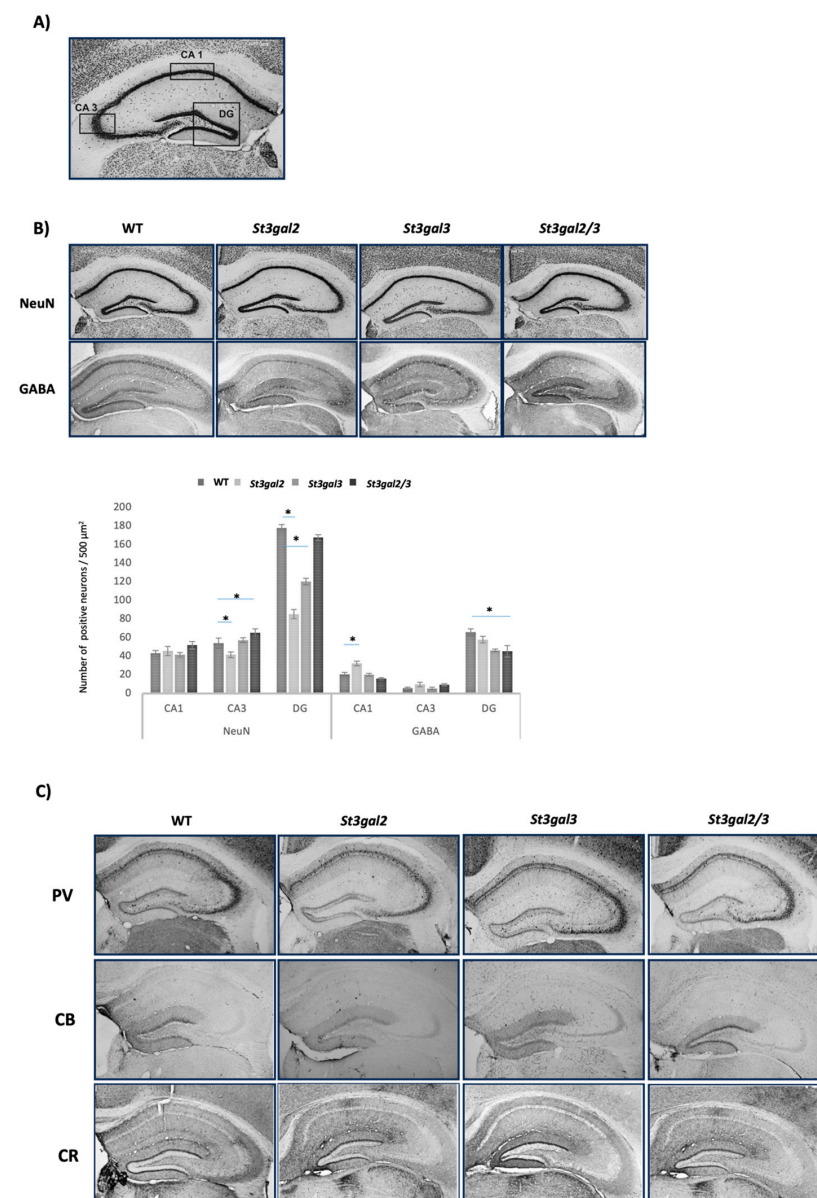 A)
CA 1
CA 3
DG
B)
WT St3gal2 St3gal3 St3gal2/3
NeuN
GABA
WT St3gal2 St3gal3 St3gal2/3
Number of positive neurons / 500 µm²
200
180
160
140
120
100
80
60
40
20
0
* * * * * *
CA1 CA3 DG CA1 CA3 DG
NeuN GABA
C)
WT St3gal2 St3gal3 St3gal2/3
PV
CB
CR